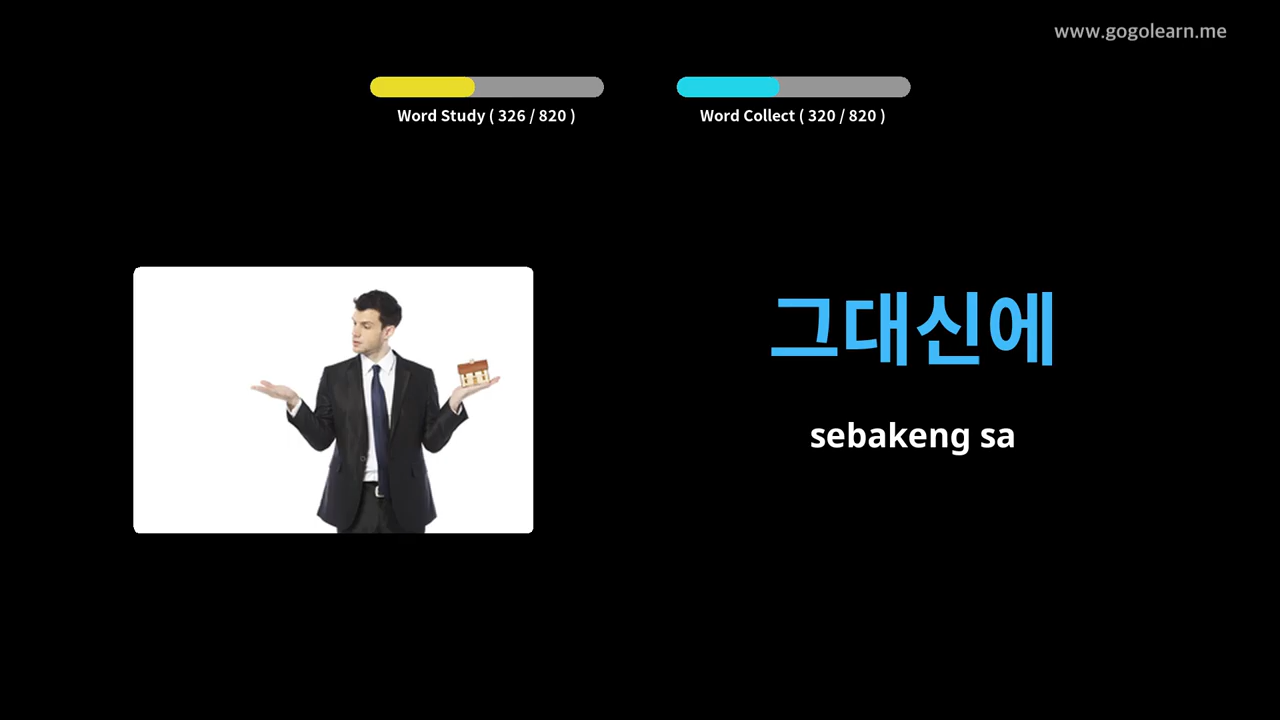 www.gogolearn.me
Word Study ( 326 / 820 )
Word Collect ( 320 / 820 )
그대신에
sebakeng sa